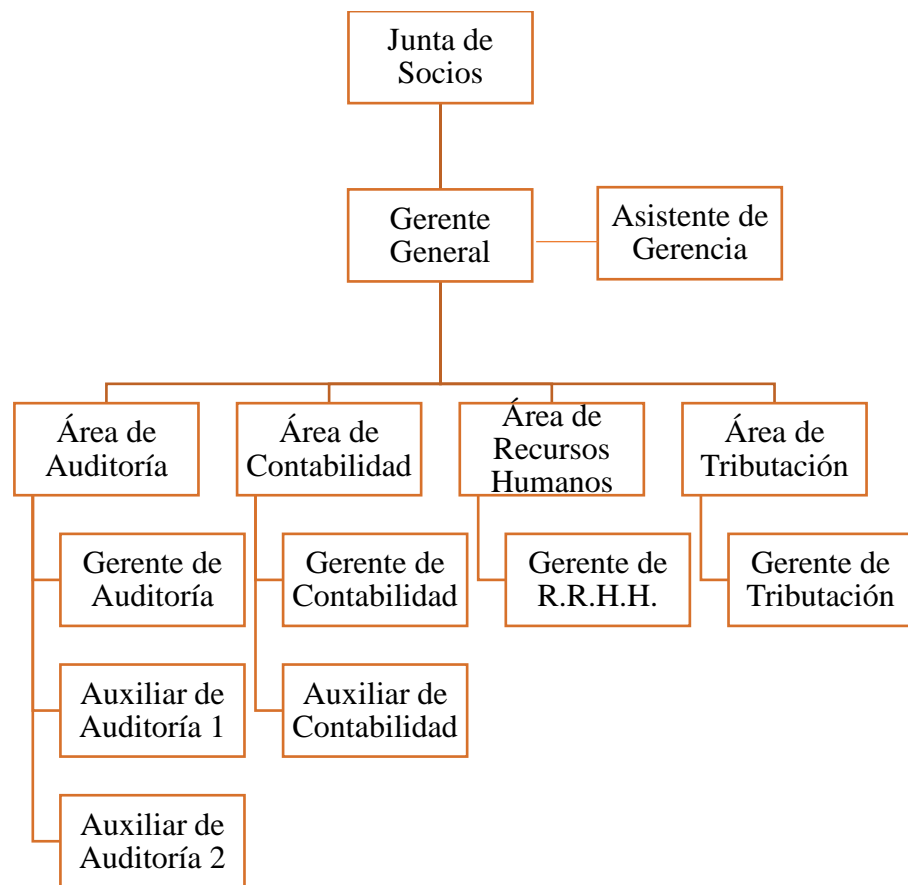 Junta de
Socios
Gerente
General
Asistente de
Gerencia
Área de
Auditoría
Área de
Contabilidad
Área de
Recursos
Humanos
Área de
Tributación
Gerente de
Auditoría
Gerente de
Contabilidad
Gerente de
R.R.H.H.
Gerente de
Tributación
Auxiliar de
Auditoría 1
Auxiliar de
Contabilidad
Auxiliar de
Auditoría 2